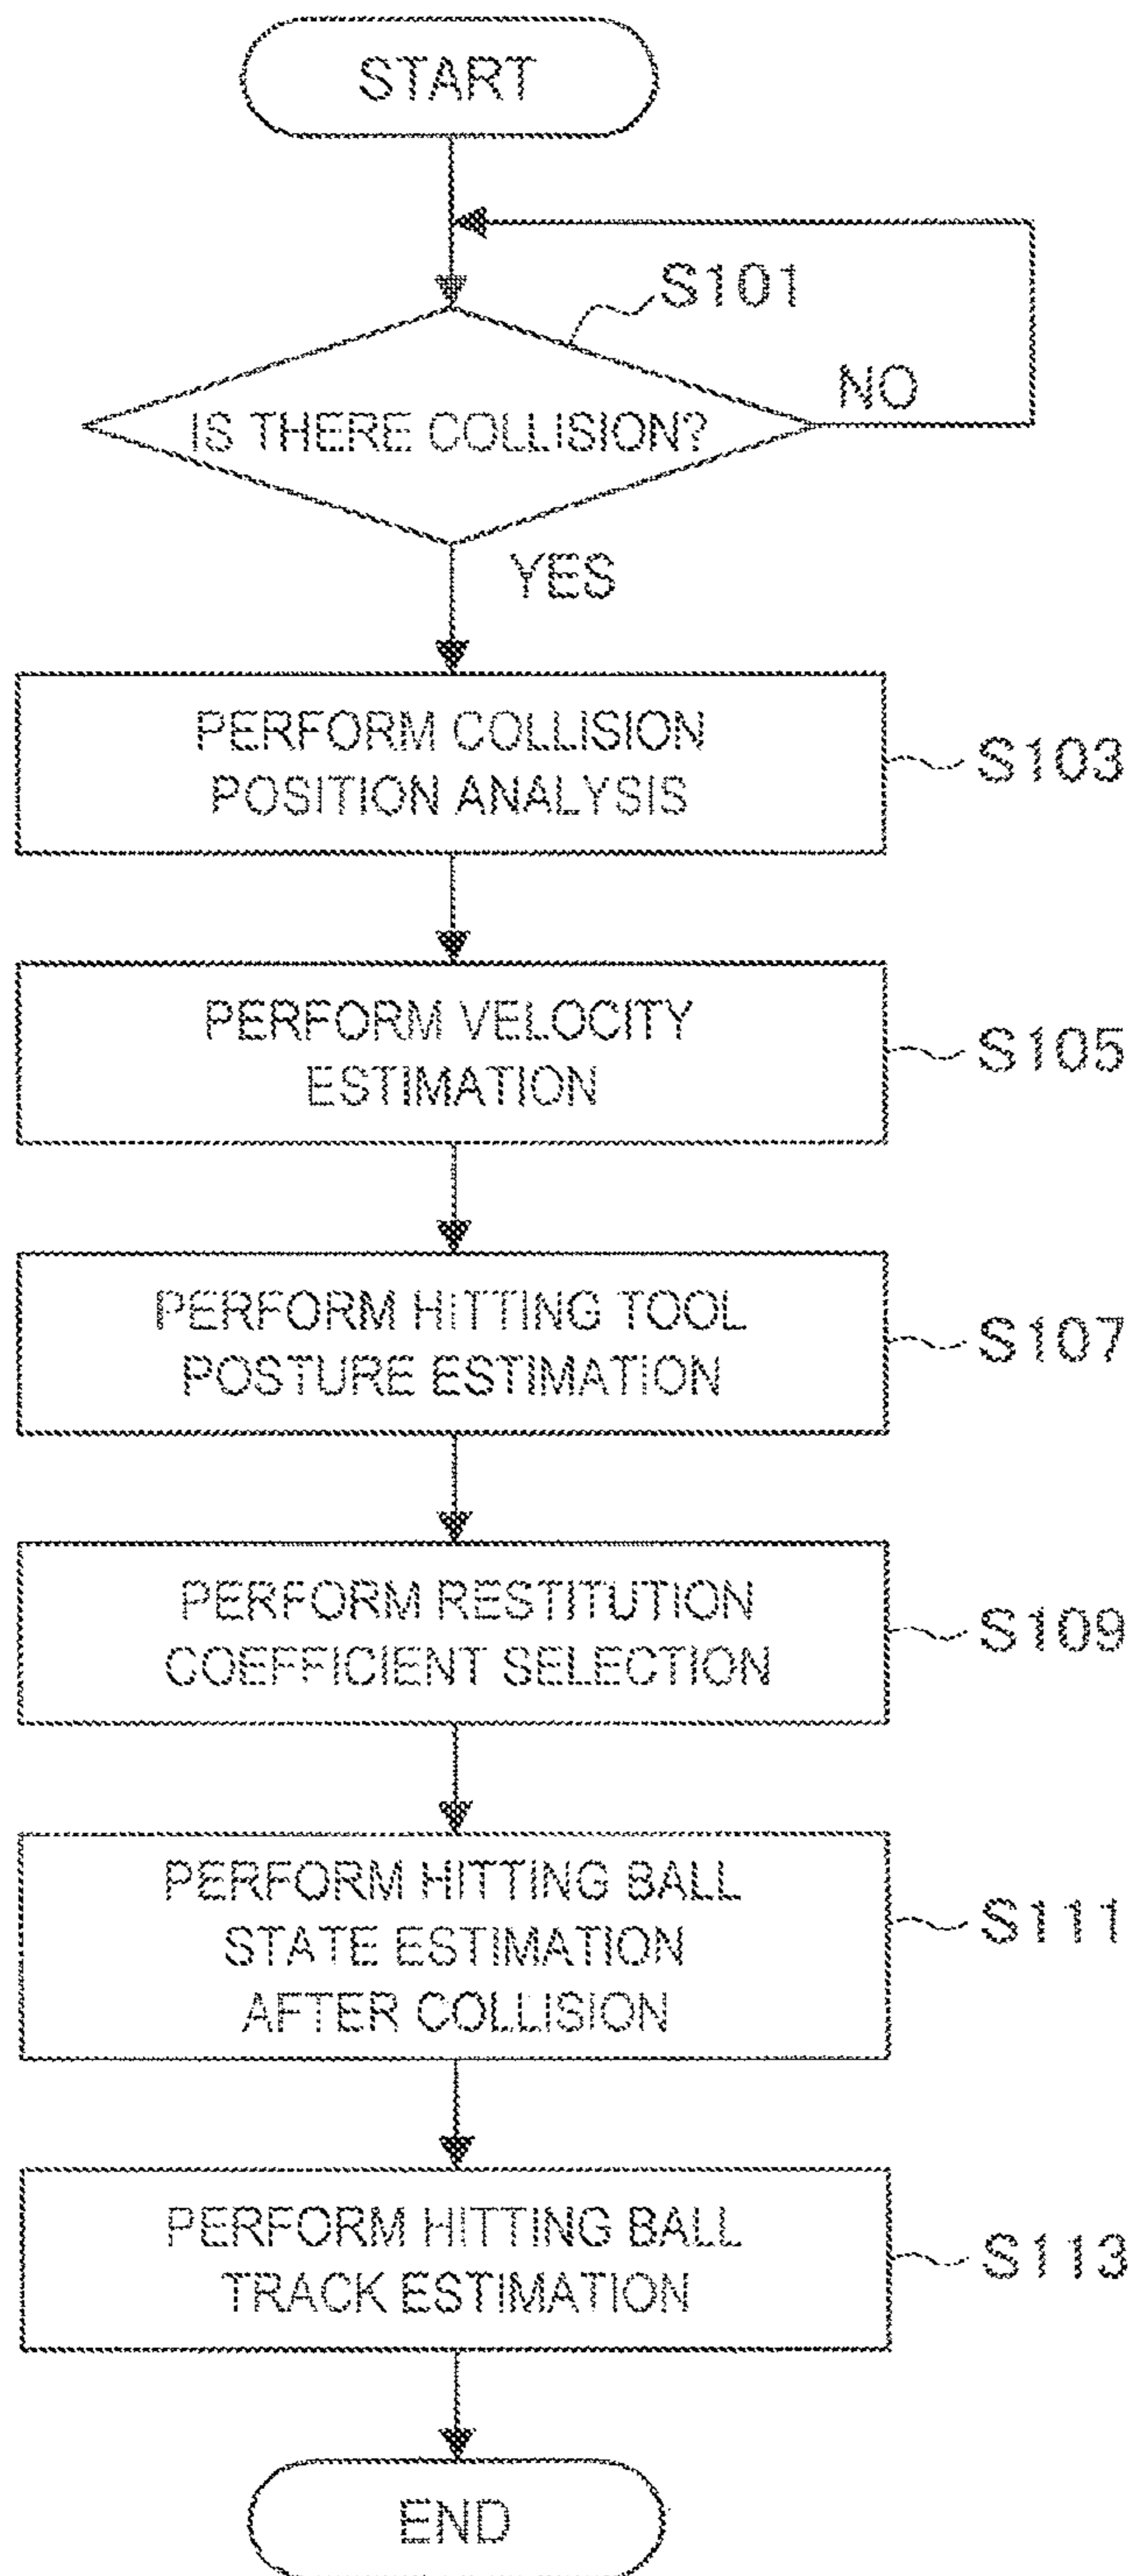 START
S101
NO
IS THERE COLLISION?
YES
PERFORM COLLISION
POSITION ANALYSIS
S103
PERFORM VELOCITY
ESTIMATION
S105
PERFORM HITTING TOOL
POSTURE ESTIMATION
S107
PERFORM RESTITUTION
COEFFICIENT SELECTION
S109
PERFORM HITTING BALL
STATE ESTIMATION
AFTER COLLISION
S111
PERFORM HITTING BALL
TRACK ESTIMATION
S113
END